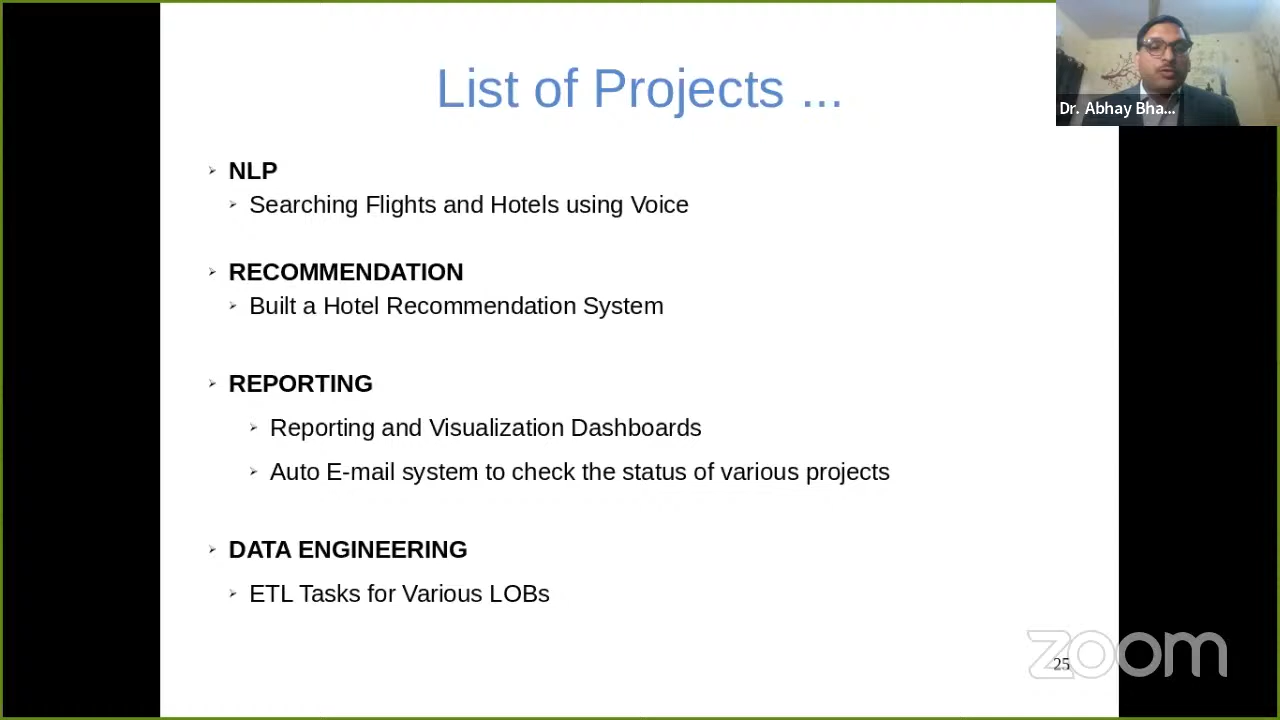 List of Projects ...
Dr. Abhay Bha...
NLP
Searching Flights and Hotels using Voice
RECOMMENDATION
Built a Hotel Recommendation System
REPORTING
Reporting and Visualization Dashboards
Auto E-mail system to check the status of various projects
DATA ENGINEERING
ETL Tasks for Various LOBs
25
zoom